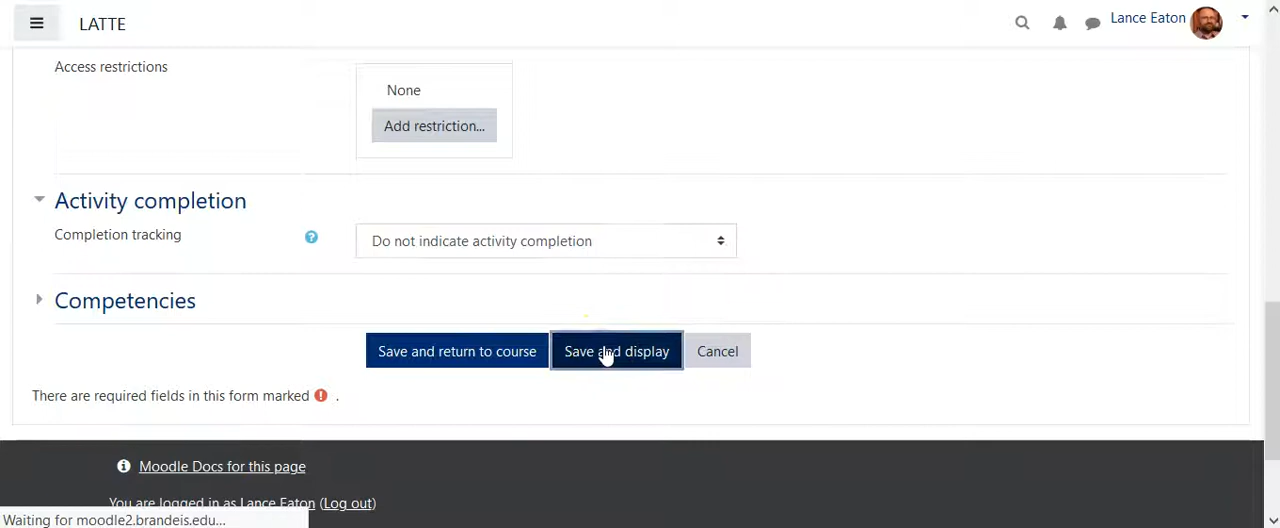 LATTE
Lance Eaton
Access restrictions
None
Add restriction...
Activity completion
Completion tracking
Do not indicate activity completion
Competencies
Save and return to course
Save and display
Cancel
There are required fields in this form marked .
Moodle Docs for this page
You are logged in as Lance Eaton (Log out)
Waiting for moodle2.brandeis.edu...